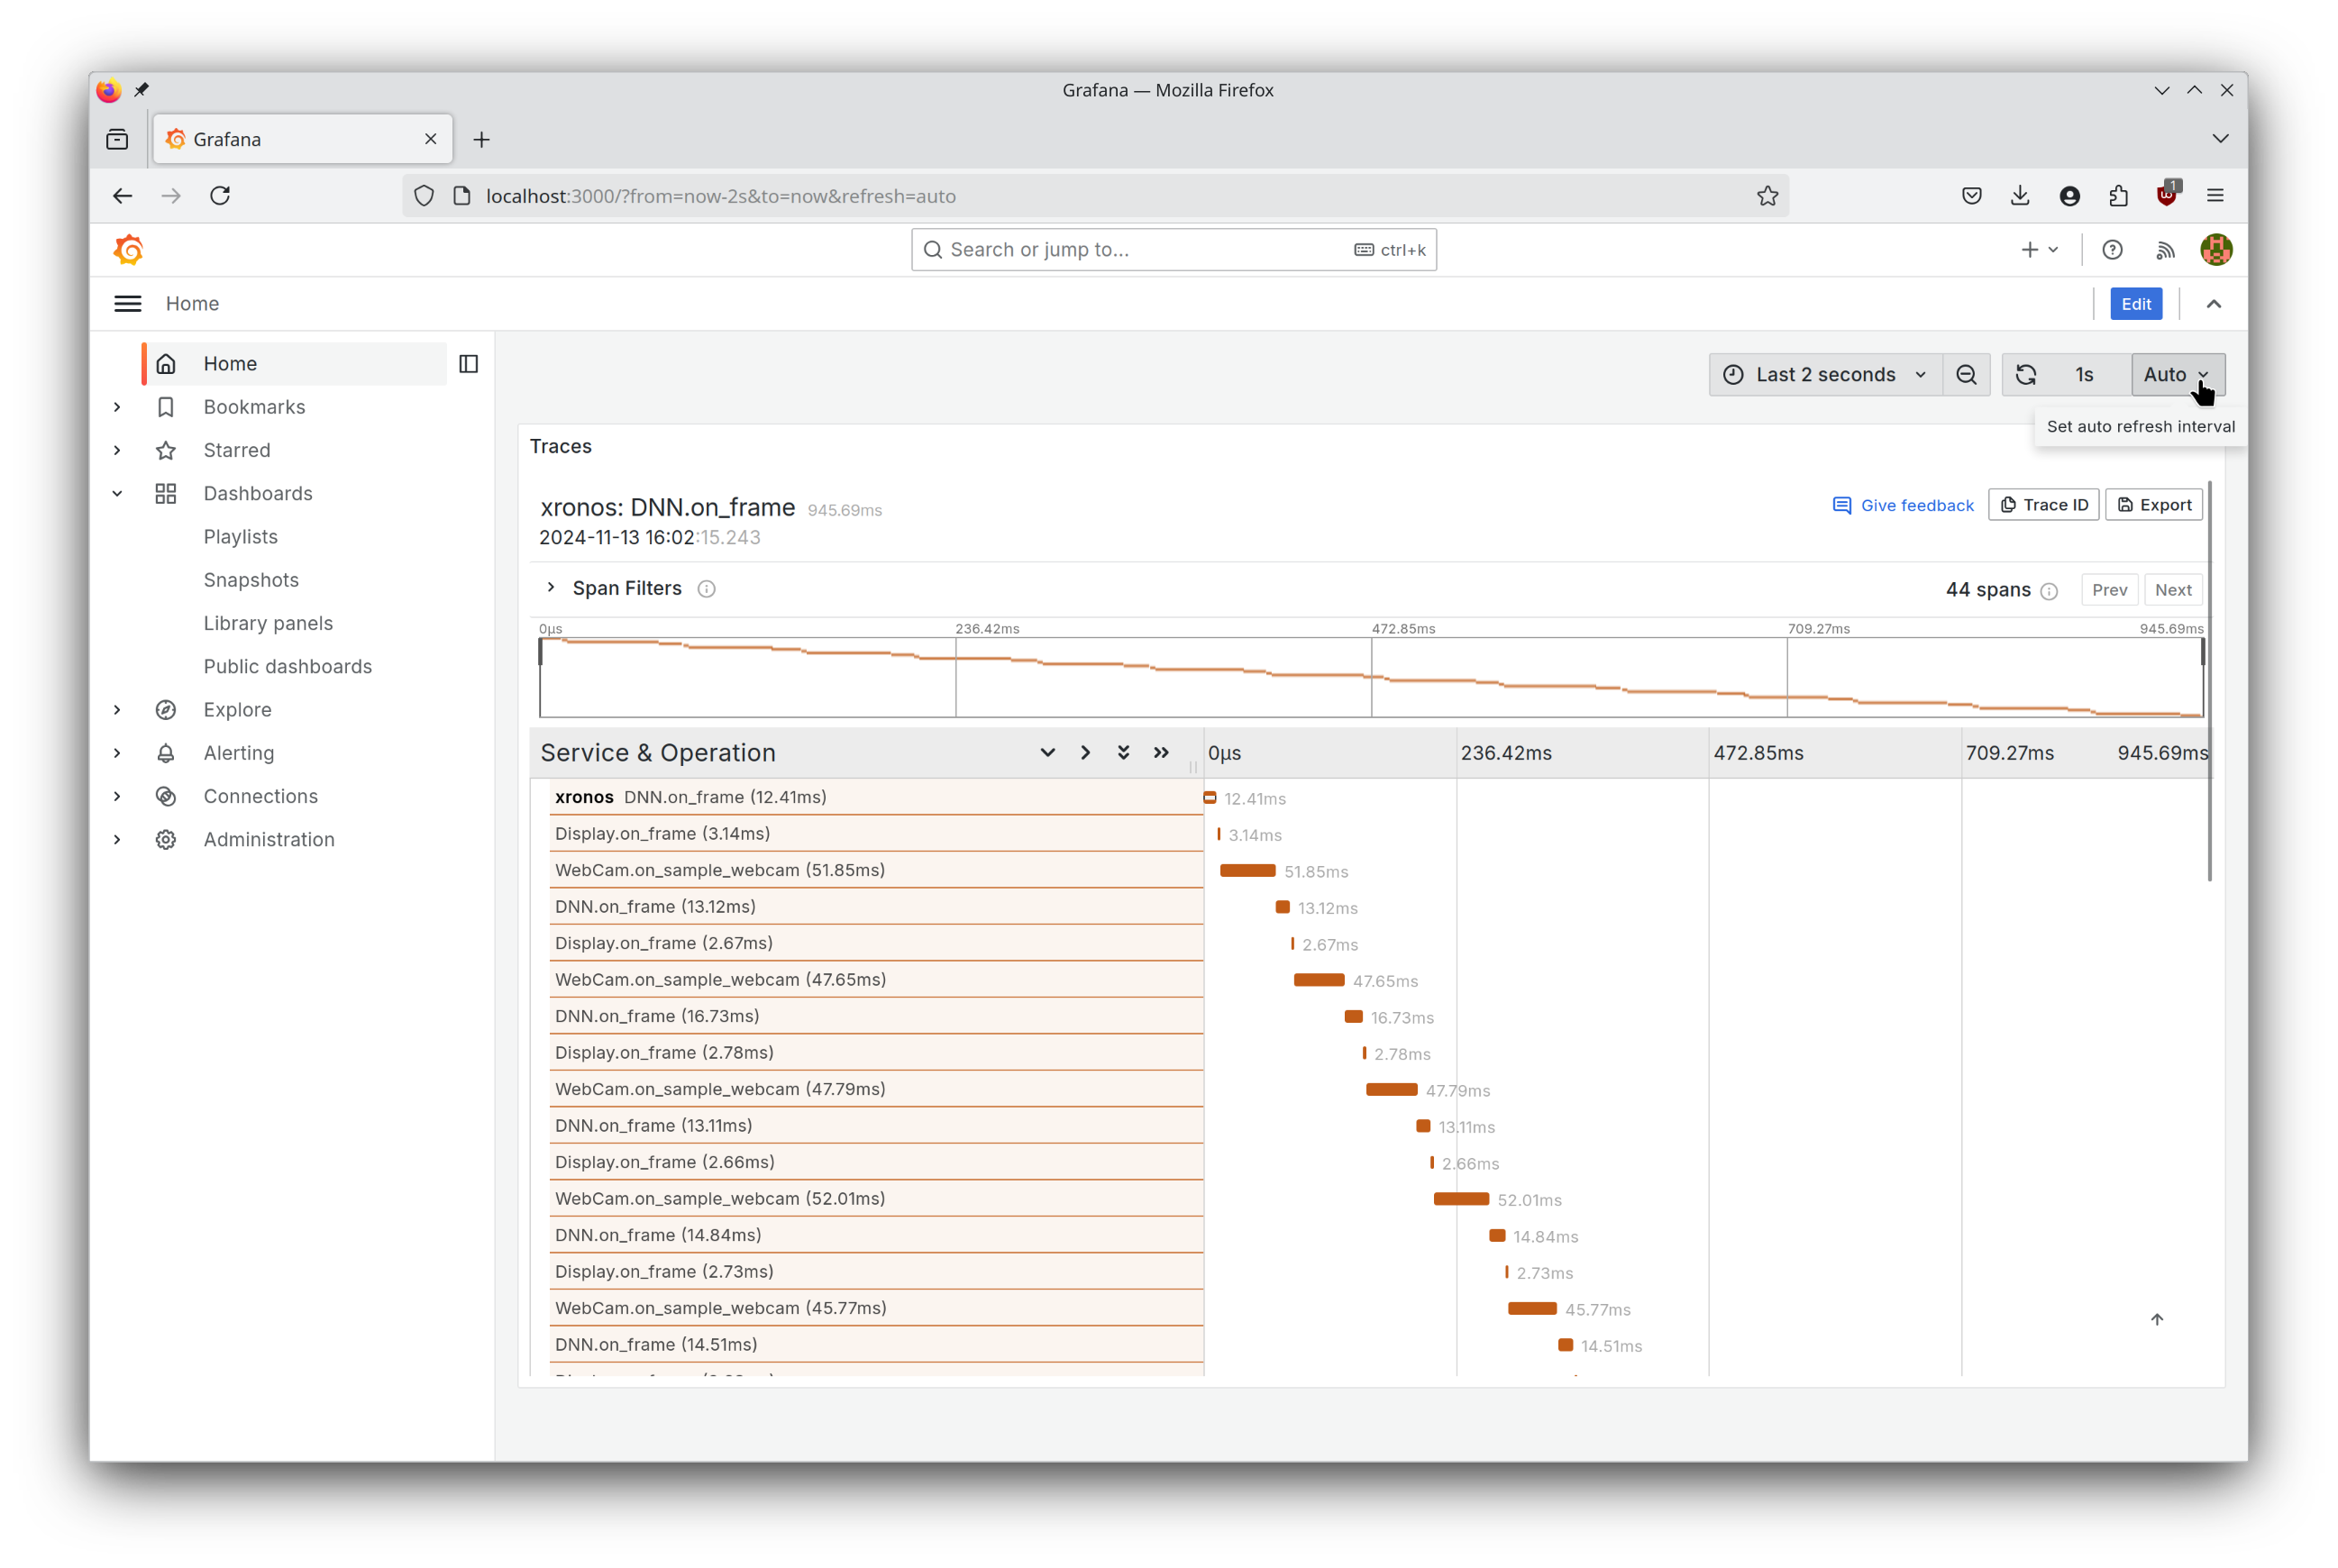 Grafana — Mozilla Firefox
Grafana
localhost:3000/?from=now-2s&to=now&refresh=auto
1
Search or jump to...
ctrl+k
Home
Edit
Home
Bookmarks
Starred
Dashboards
Playlists
Snapshots
Library panels
Public dashboards
Explore
Alerting
Connections
Administration
Last 2 seconds
1s
Auto
Set auto refresh interval
Traces
xronos: DNN.on_frame 945.69ms
2024-11-13 16:02:15.243
Give feedback
Trace ID
Export
Span Filters
44 spans
Prev
Next
0μs 236.42ms 472.85ms 709.27ms 945.69ms
Service & Operation
0μs 236.42ms 472.85ms 709.27ms 945.69ms
xronos DNN.on_frame (12.41ms) 12.41ms
Display.on_frame (3.14ms) 3.14ms
WebCam.on_sample_webcam (51.85ms) 51.85ms
DNN.on_frame (13.12ms) 13.12ms
Display.on_frame (2.67ms) 2.67ms
WebCam.on_sample_webcam (47.65ms) 47.65ms
DNN.on_frame (16.73ms) 16.73ms
Display.on_frame (2.78ms) 2.78ms
WebCam.on_sample_webcam (47.79ms) 47.79ms
DNN.on_frame (13.11ms) 13.11ms
Display.on_frame (2.66ms) 2.66ms
WebCam.on_sample_webcam (52.01ms) 52.01ms
DNN.on_frame (14.84ms) 14.84ms
Display.on_frame (2.73ms) 2.73ms
WebCam.on_sample_webcam (45.77ms) 45.77ms
DNN.on_frame (14.51ms) 14.51ms